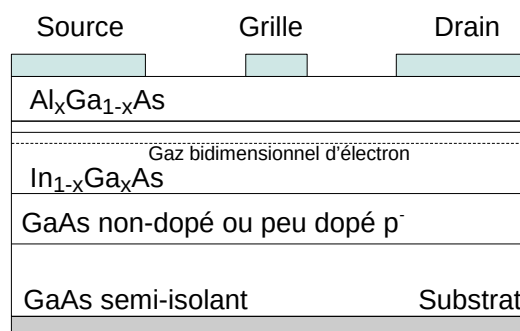 Source Grille Drain
AlxGa1-xAs
Gaz bidimensionnel d'électron
In1-xGaxAs
GaAs non-dopé ou peu dopé p-
GaAs semi-isolant Substrat